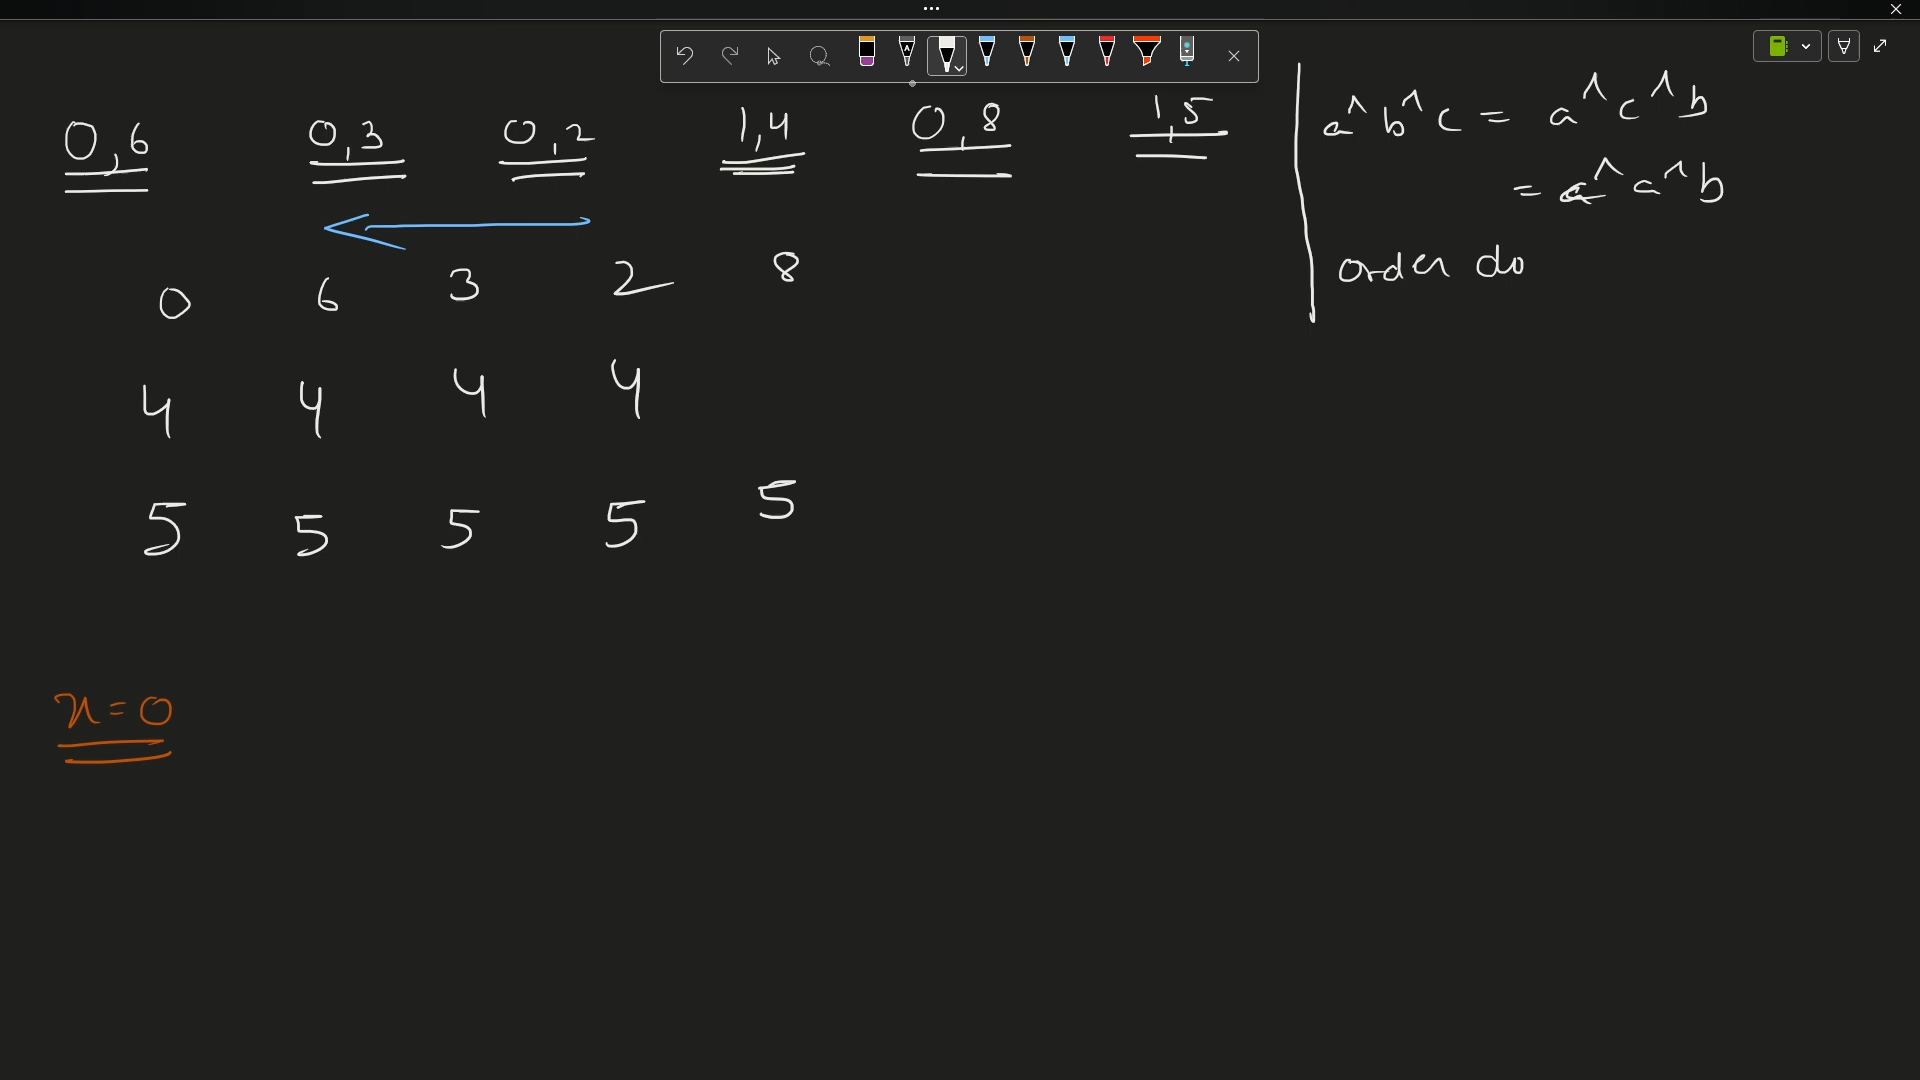 0,6 0,3 0,2 1,4 0,8 1,5
0 6 3 2 8
4 4 4 4
5 5 5 5 5
x=0
a^b^c = a^c^b
= c^a^b
order do